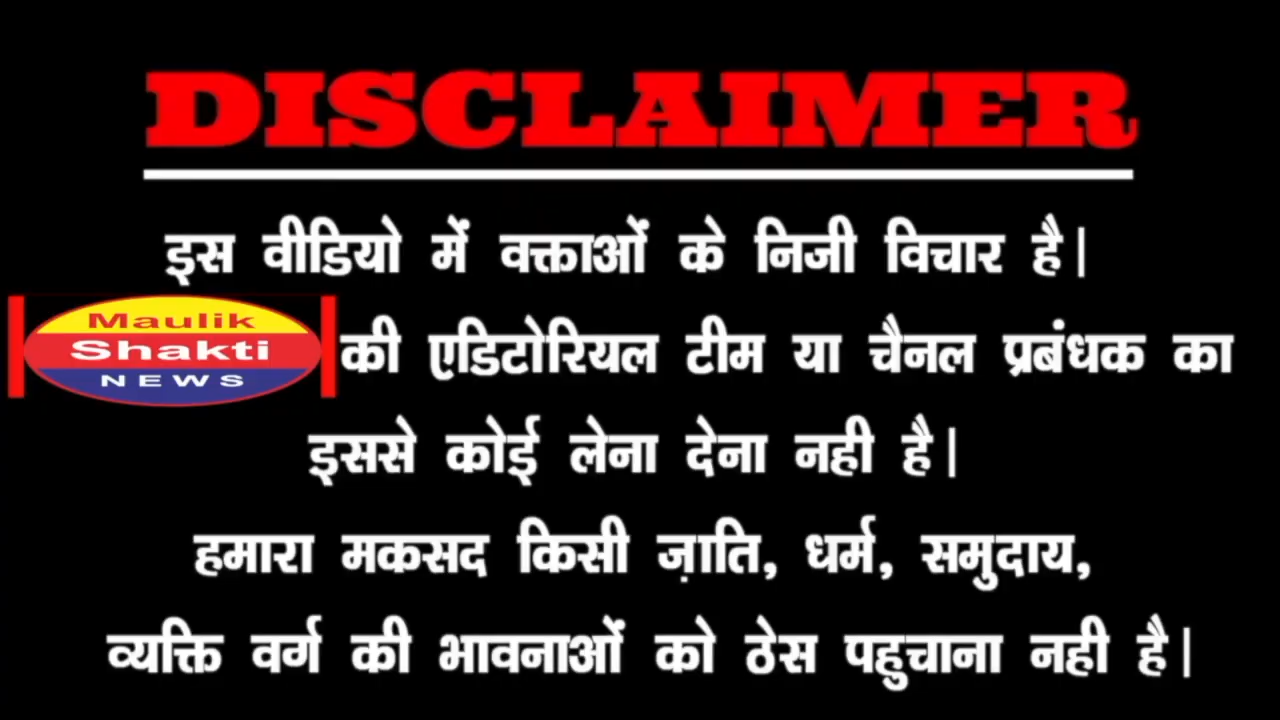 DISCLAIMER
इस वीडियो में वक्ताओं के निजी विचार है|
Maulik
Shakti
NEWS
की एडिटोरियल टीम या चैनल प्रबंधक का
इससे कोई लेना देना नही है|
हमारा मकसद किसी ज़ाति, धर्म, समुदाय,
व्यक्ति वर्ग की भावनाओं को ठेस पहुचाना नही है|